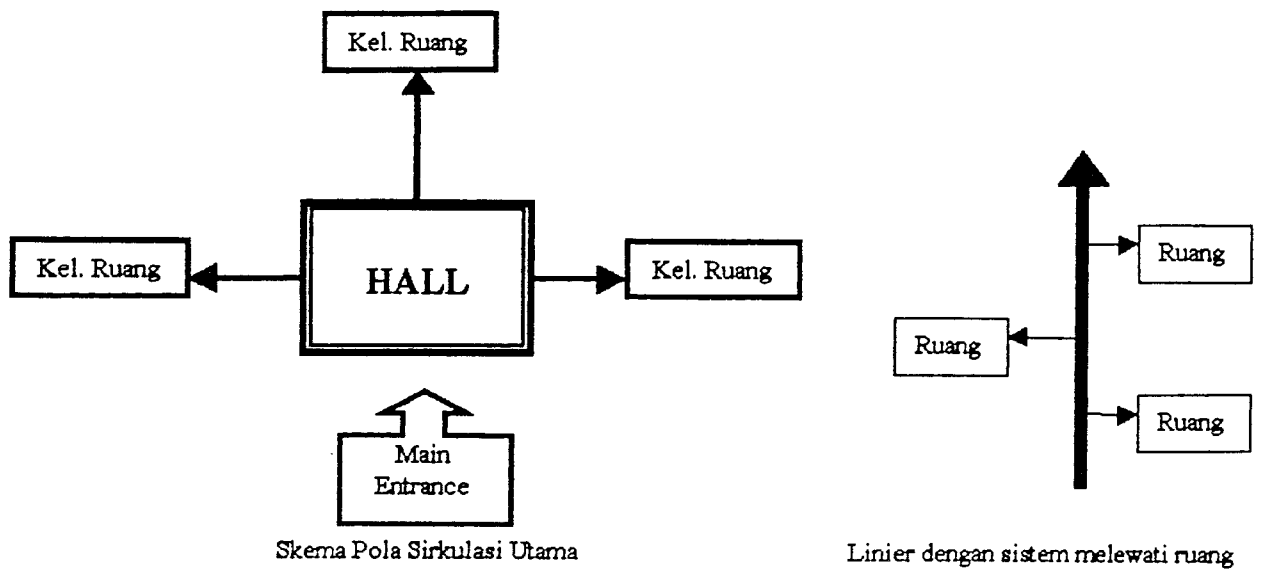 Kel. Ruang
Kel. Ruang
HALL
Kel. Ruang
Main
Entrance
Skema Pola Sirkulasi Utama
Ruang
Ruang
Ruang
Linier dengan sistem melewati ruang